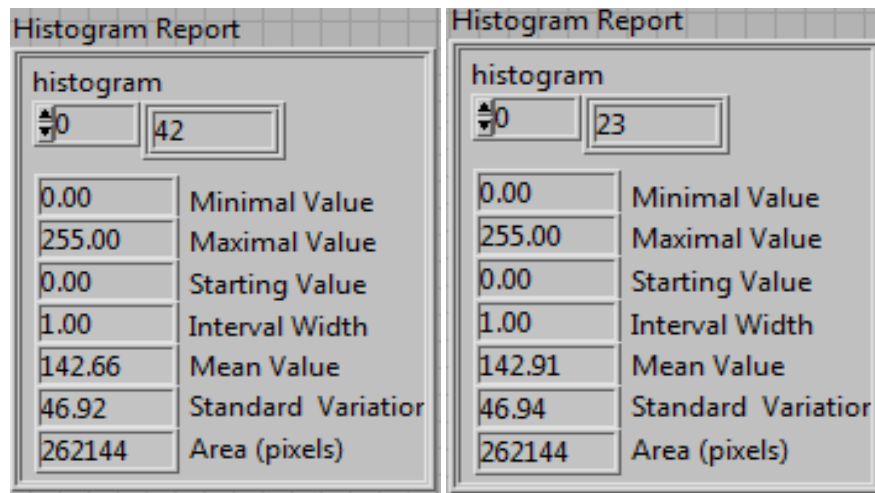 Histogram Report
histogram
0 42
0.00 Minimal Value
255.00 Maximal Value
0.00 Starting Value
1.00 Interval Width
142.66 Mean Value
46.92 Standard Variation
262144 Area (pixels)
Histogram Report
histogram
0 23
0.00 Minimal Value
255.00 Maximal Value
0.00 Starting Value
1.00 Interval Width
142.91 Mean Value
46.94 Standard Variation
262144 Area (pixels)